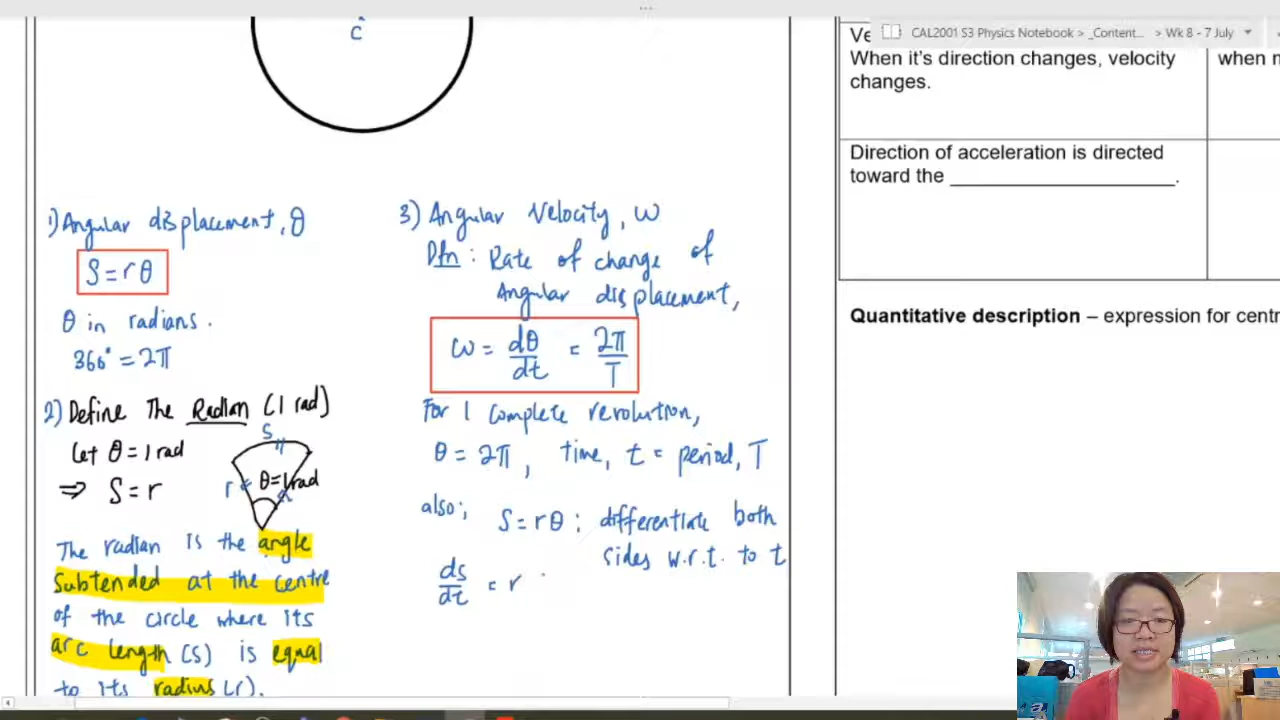 C
1) Angular displacement, θ
S = rθ
θ in radians.
360° = 2π
2) Define The Radian (1 rad)
Let θ = 1 rad
⇒ S = r
S
r
θ=1rad
r
The radian is the angle
subtended at the centre
of the circle where its
arc length (S) is equal
to its radius (r).
3) Angular Velocity, ω
Dfn : Rate of change of
Angular displacement,
ω = dθ/dt = 2π/T
For 1 complete revolution,
θ = 2π, time, t = period, T
also; S = rθ ; differentiate both
sides w.r.t. to t
ds/dt = r
CAL2001 S3 Physics Notebook > _Content... > Wk 8 - 7 July
Ve
When it's direction changes, velocity
changes.
when m
Direction of acceleration is directed
toward the ____________________.
Quantitative description – expression for centr